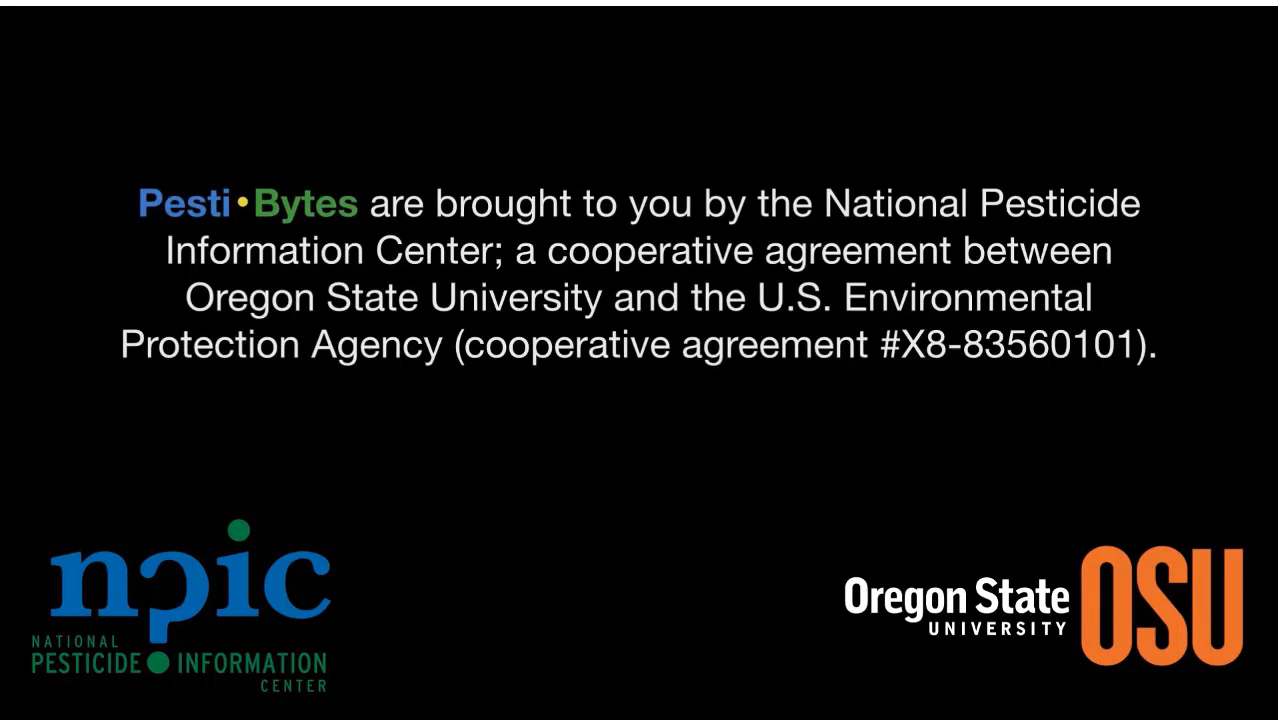 Pesti•Bytes are brought to you by the National Pesticide
Information Center; a cooperative agreement between
Oregon State University and the U.S. Environmental
Protection Agency (cooperative agreement #X8-83560101).
npic
NATIONAL
PESTICIDE • INFORMATION
CENTER
Oregon State
UNIVERSITY
OSU